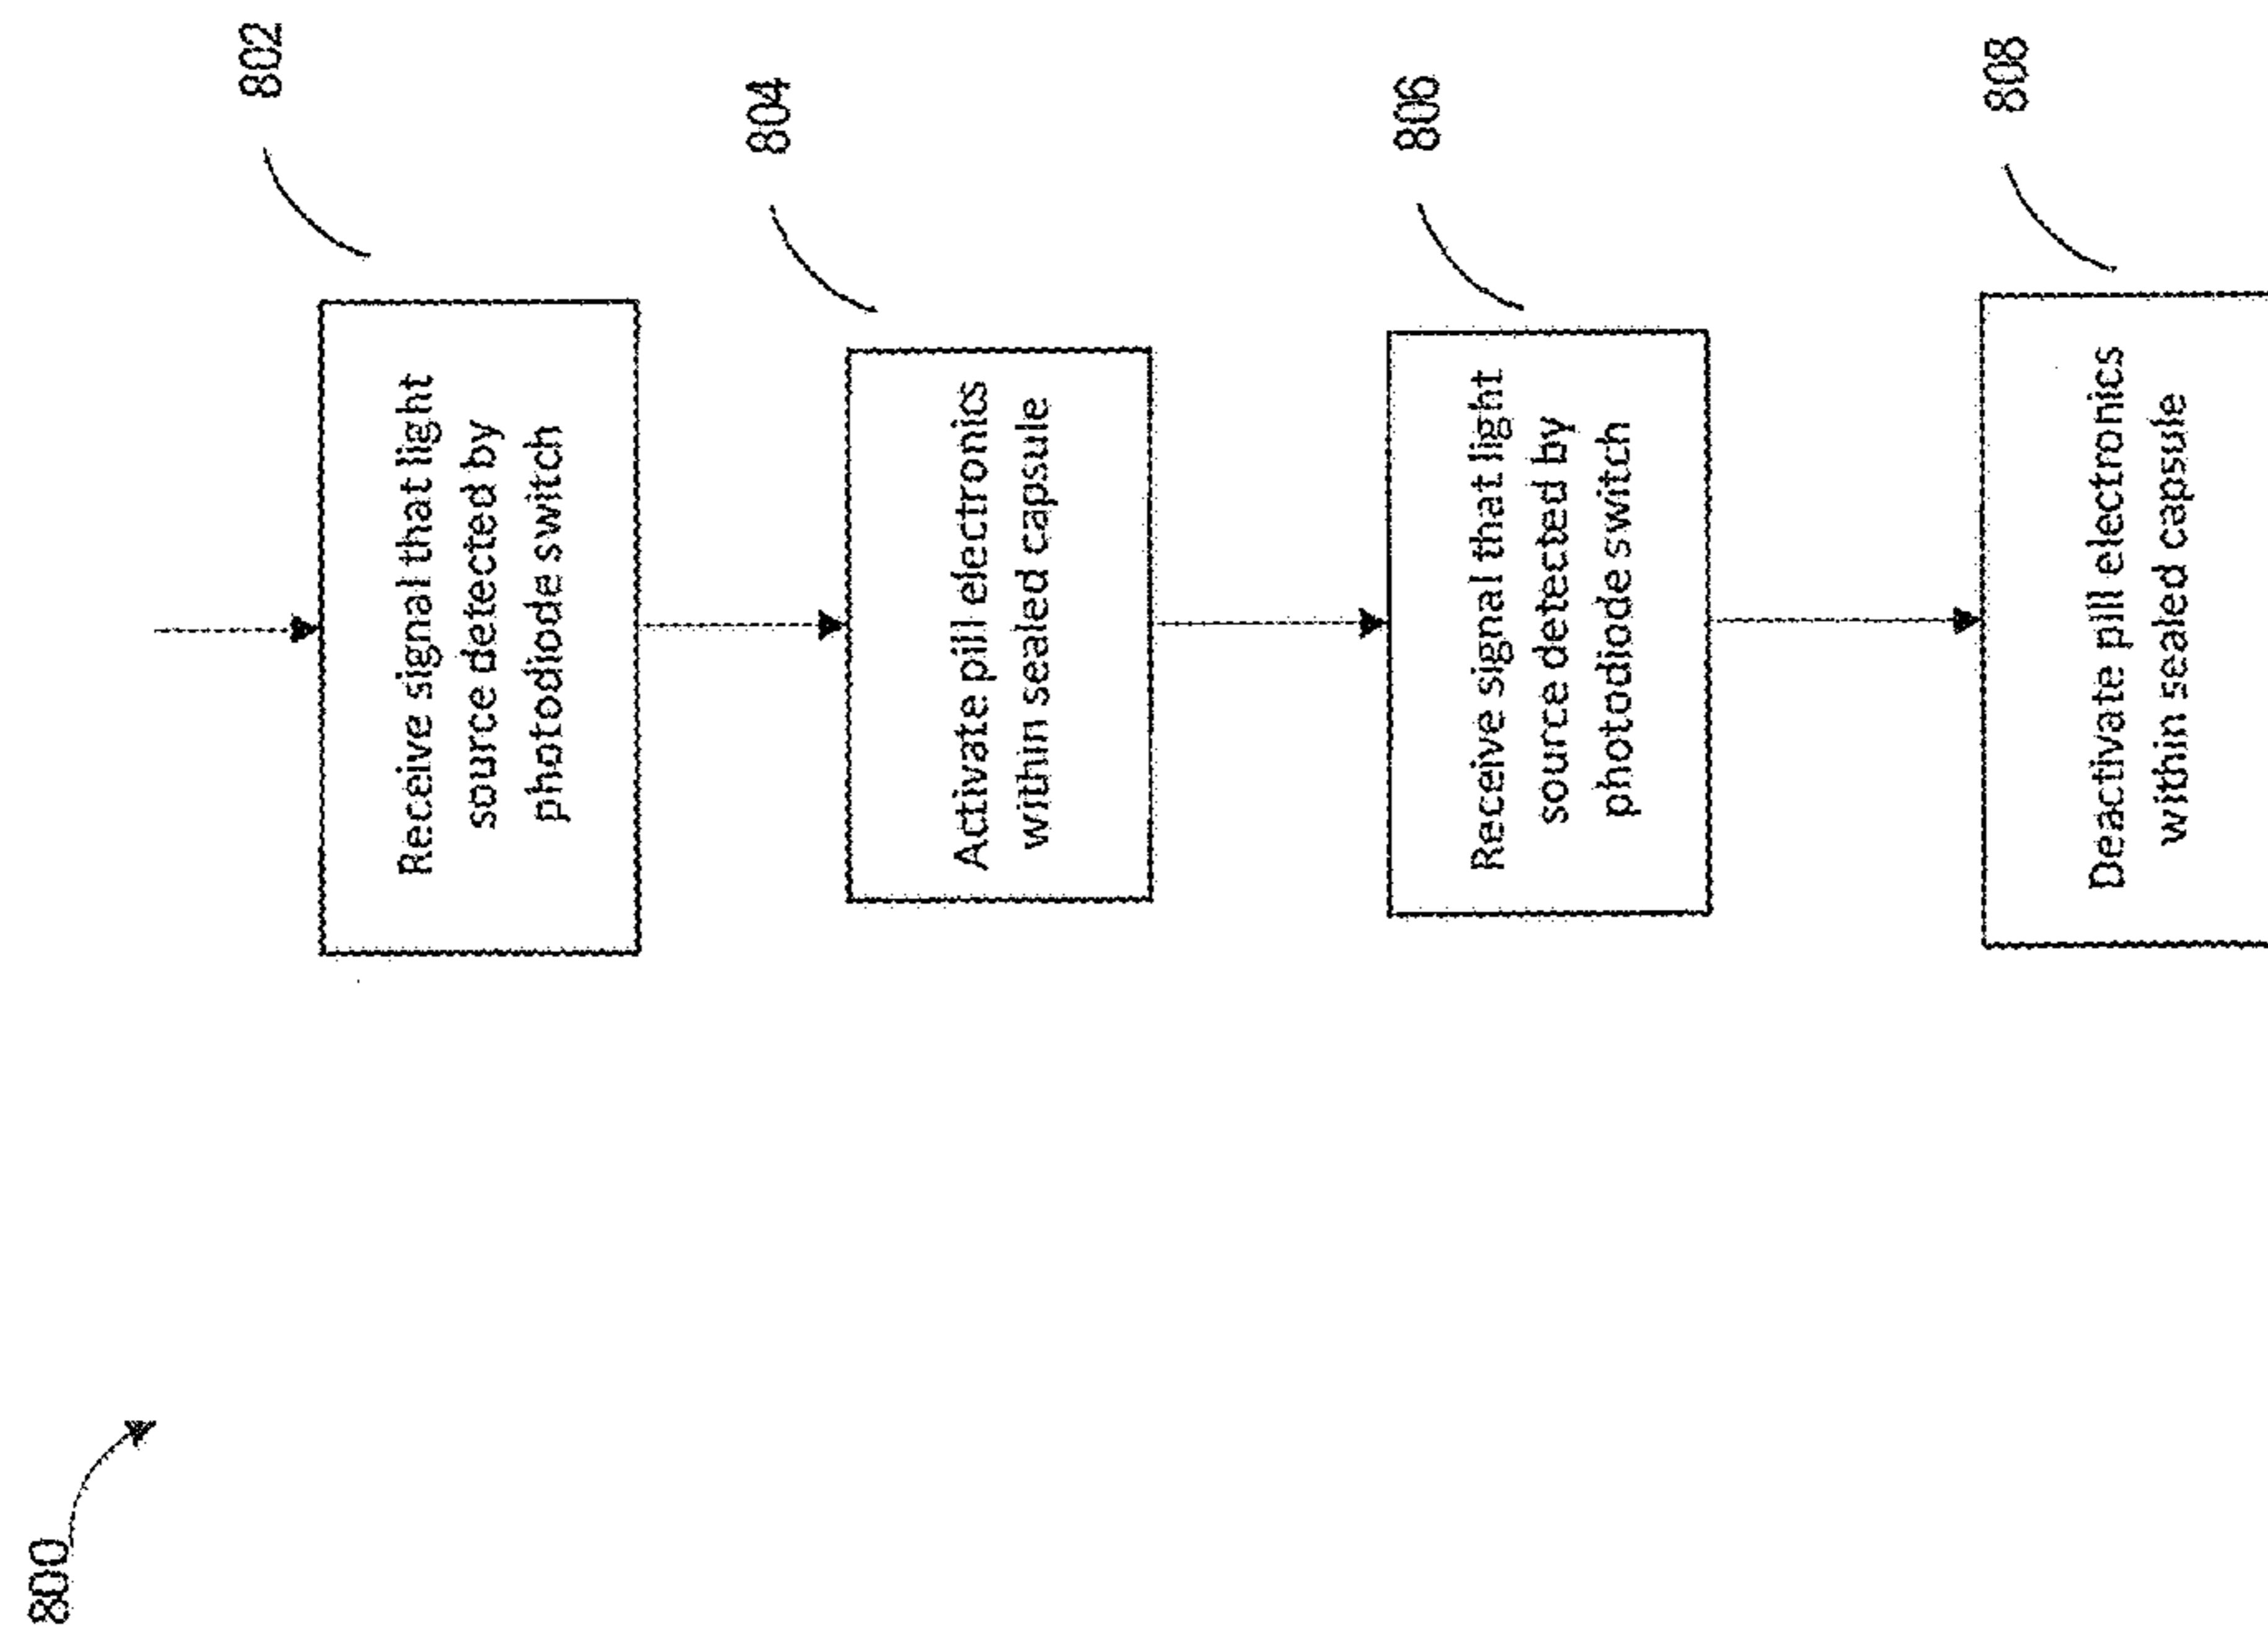 800
802
Receive signal that light
source detected by
photodiode switch
804
Activate pill electronics
within sealed capsule
806
Receive signal that light
source detected by
photodiode switch
808
Deactivate pill electronics
within sealed capsule